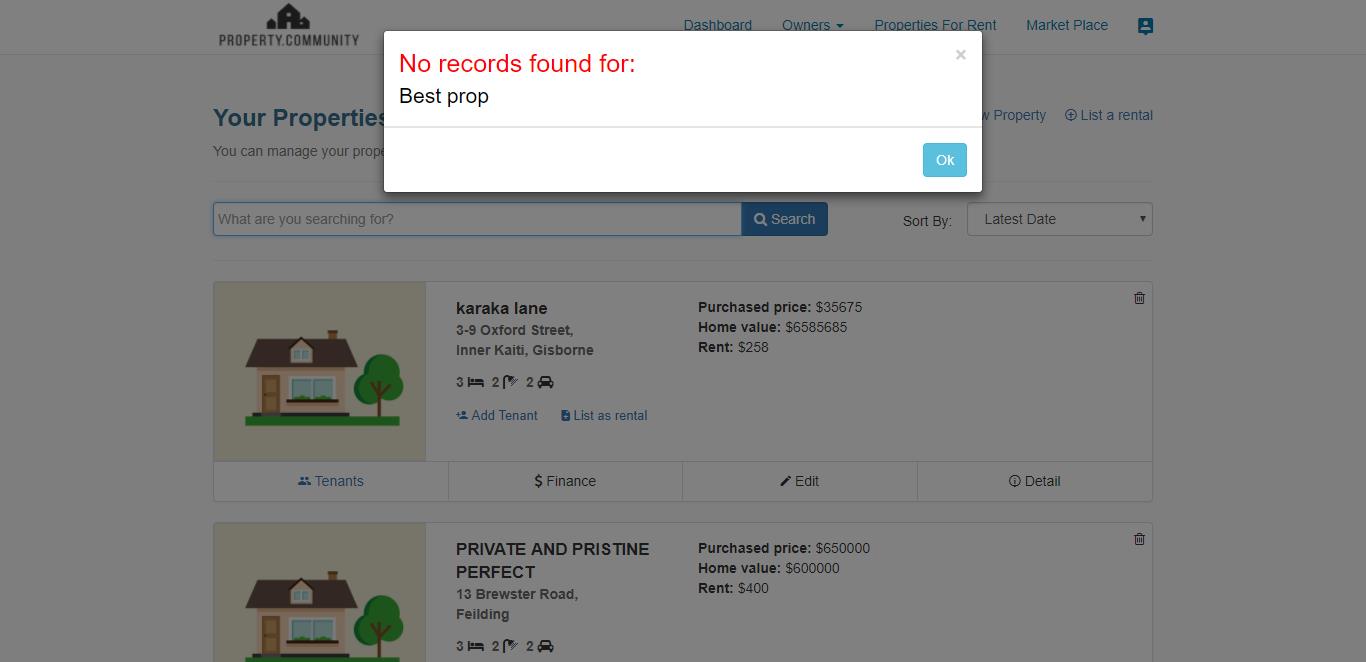 PROPERTY.COMMUNITY
Dashboard Owners Properties For Rent Market Place
No records found for:
×
Best prop
Ok
Your Properties
w Property List a rental
You can manage your prope
What are you searching for? Search Sort By: Latest Date
karaka lane
3-9 Oxford Street,
Inner Kaiti, Gisborne
3 2 2
Add Tenant List as rental
Purchased price: $35675
Home value: $6585685
Rent: $258
Tenants $ Finance Edit Detail
PRIVATE AND PRISTINE
PERFECT
13 Brewster Road,
Feilding
3 2 2
Purchased price: $650000
Home value: $600000
Rent: $400